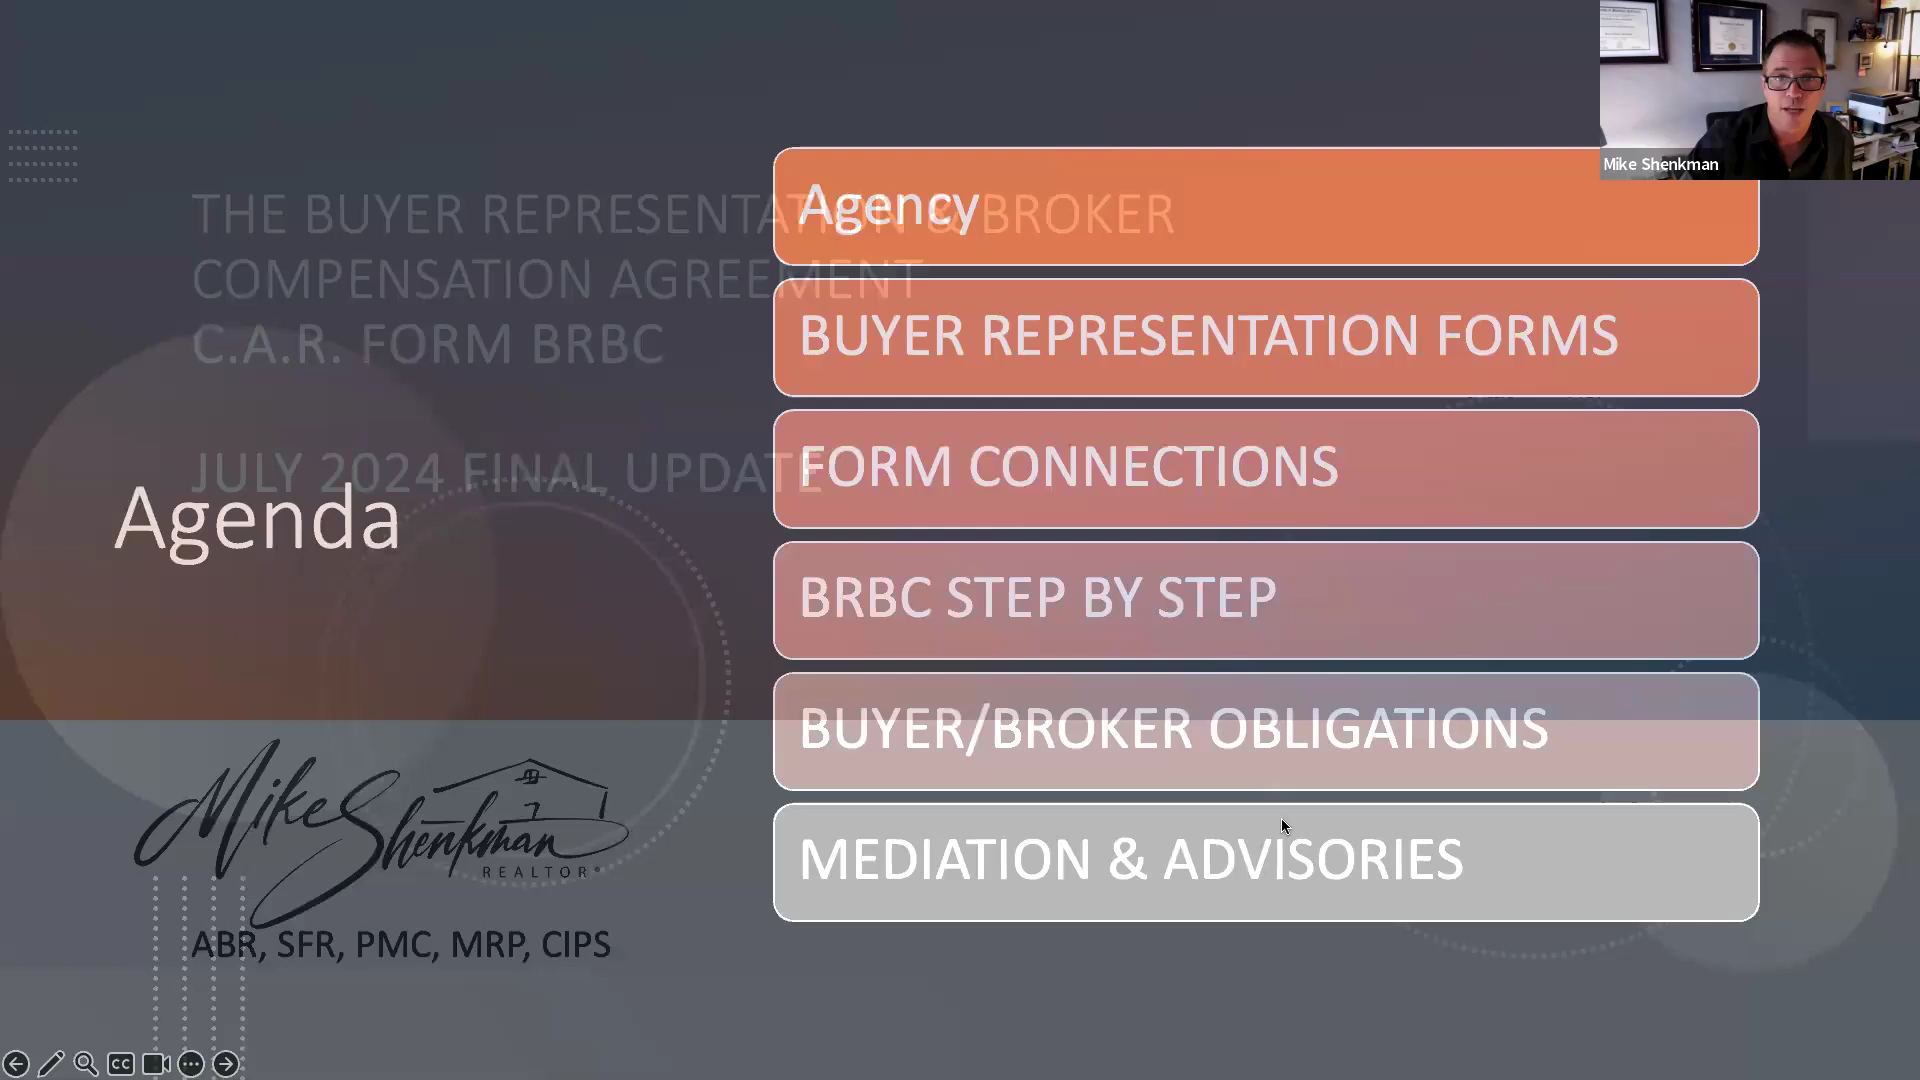 Mike Shenkman
THE BUYER REPRESENTATION & BROKER
COMPENSATION AGREEMENT
C.A.R. FORM BRBC
JULY 2024 FINAL UPDATE
Agenda
Agency
BUYER REPRESENTATION FORMS
FORM CONNECTIONS
BRBC STEP BY STEP
BUYER/BROKER OBLIGATIONS
MEDIATION & ADVISORIES
Mike Shenkman
REALTOR®
ABR, SFR, PMC, MRP, CIPS
CC